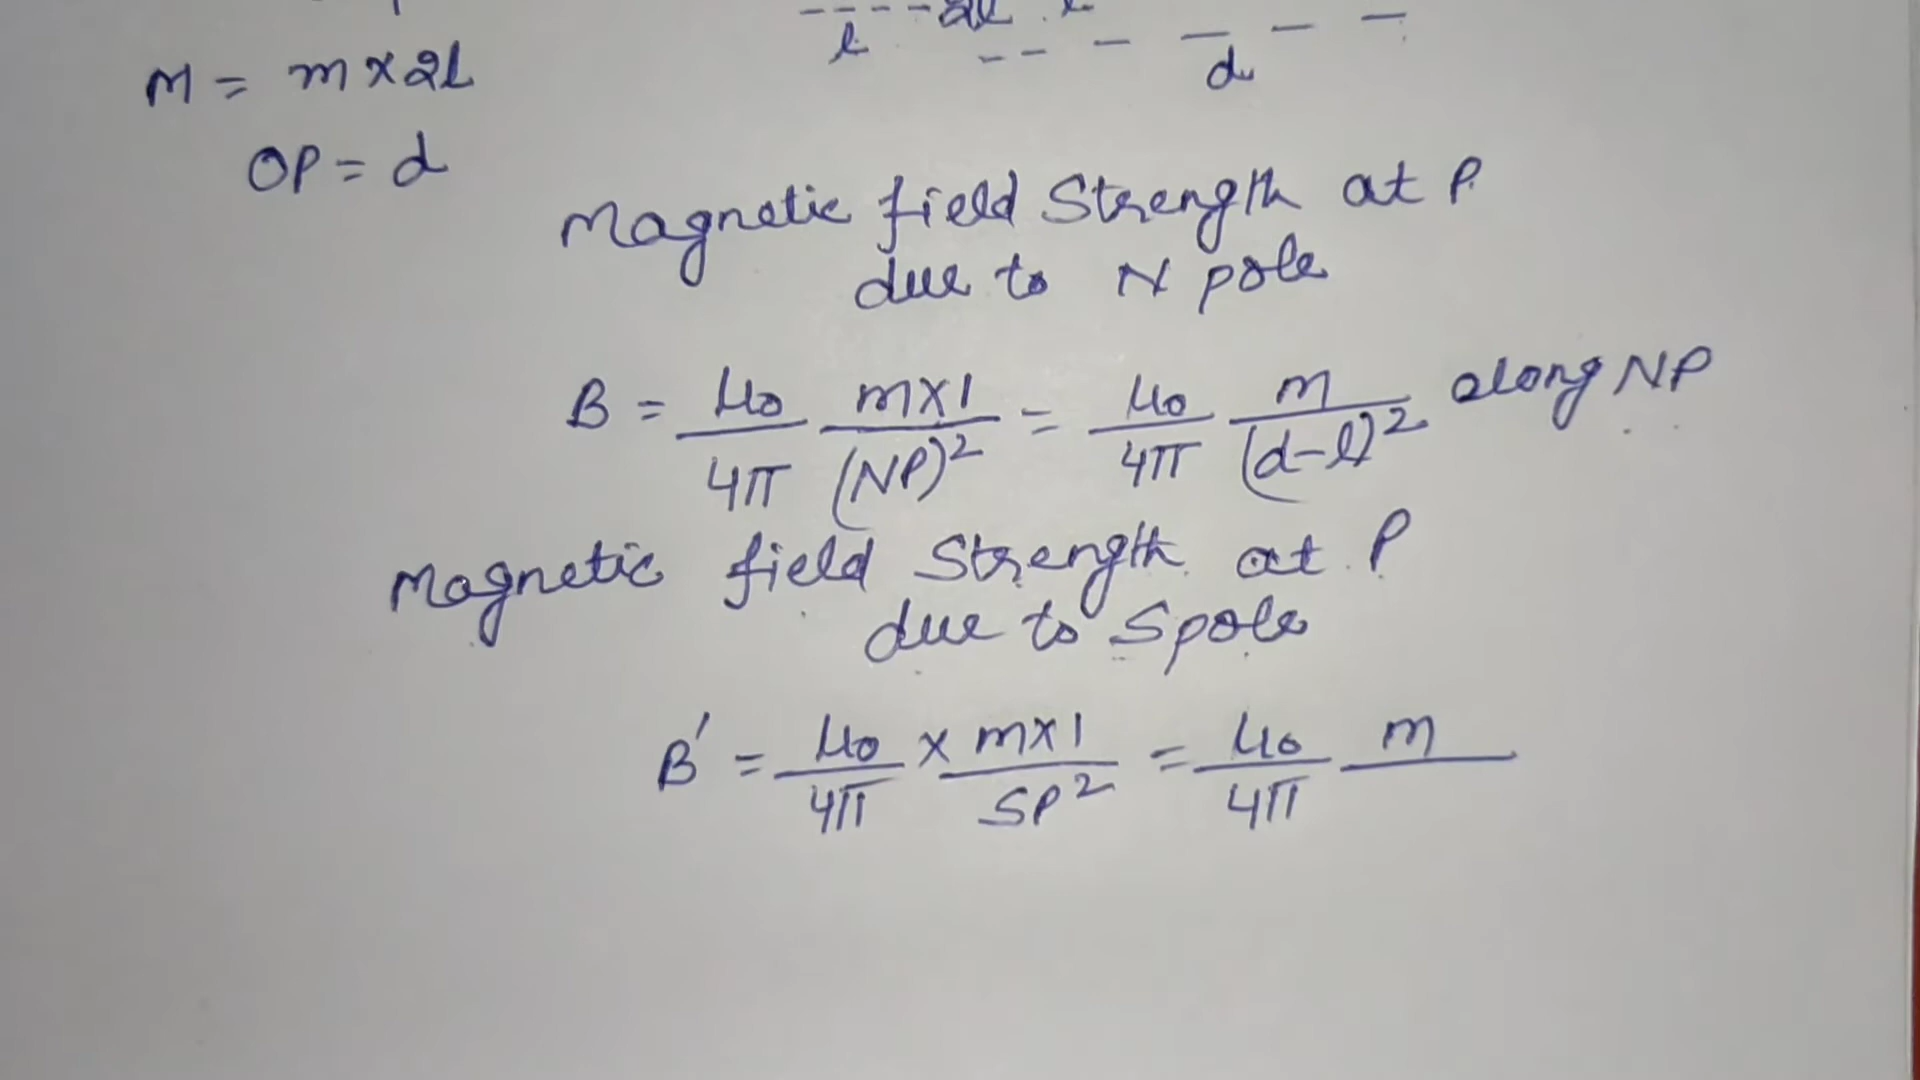 l 2l l
d
M = m×2l
OP = d
Magnetic field Strength at P.
due to N pole
B = μ₀/4π m×1/(NP)² = μ₀/4π m/(d-l)² along NP
Magnetic field Strength at P
due to S pole
B' = μ₀/4π × m×1/SP² = μ₀/4π m/